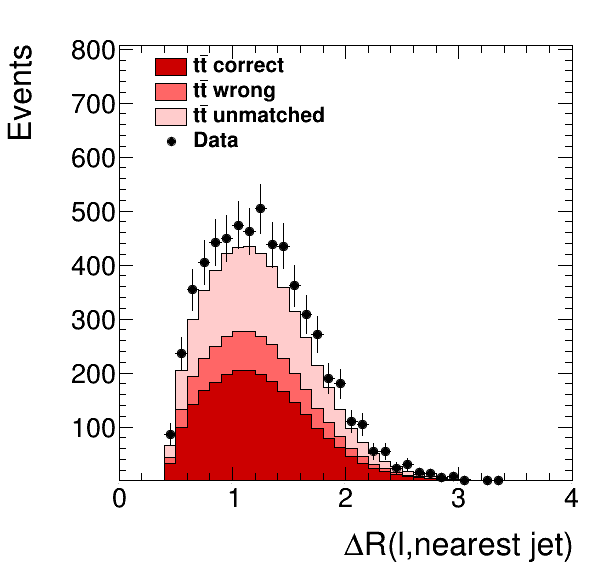 Events
800
700
600
500
400
300
200
100
tt̄ correct
tt̄ wrong
tt̄ unmatched
Data
0 1 2 3 4
ΔR(l,nearest jet)